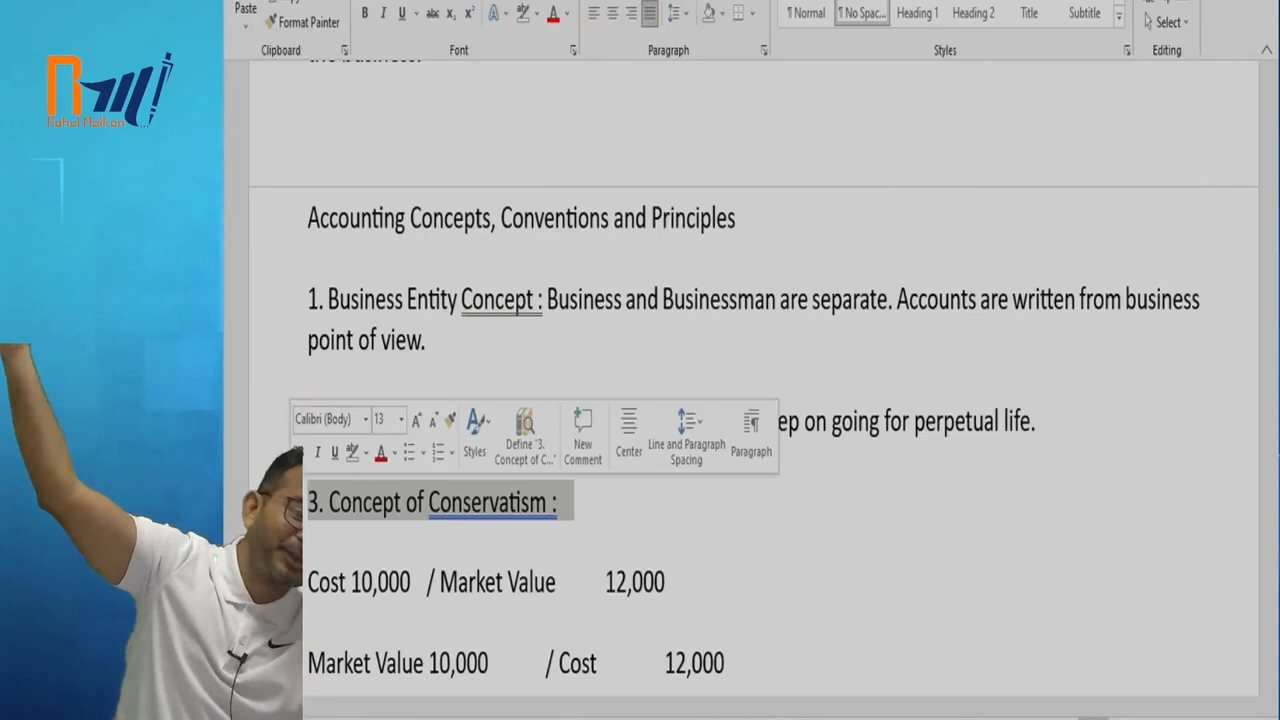 Paste
Format Painter
B I U abc x₂ x² A A
¶ Normal ¶ No Spac... Heading 1 Heading 2 Title Subtitle
Select
Clipboard Font Paragraph Styles Editing
Rahul Malkan
Accounting Concepts, Conventions and Principles
1. Business Entity Concept : Business and Businessman are separate. Accounts are written from business
point of view.
Calibri (Body) 13 A A
Styles Define '3. Concept of C...' New Comment Center Line and Paragraph Spacing Paragraph
I U A
ep on going for perpetual life.
3. Concept of Conservatism :
Cost 10,000 / Market Value 12,000
Market Value 10,000 / Cost 12,000